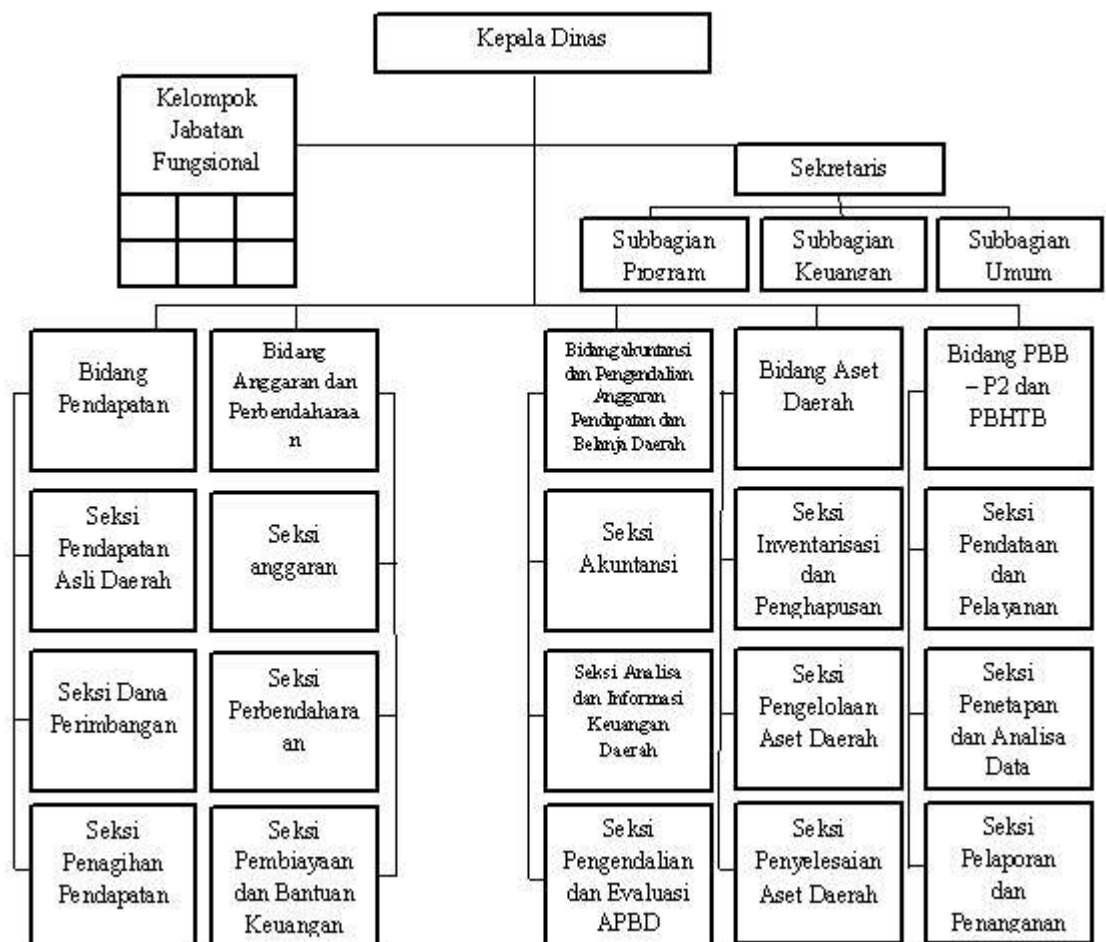 Kepala Dinas
Kelompok
Jabatan
Fungsional
Sekretaris
Subbagian
Program
Subbagian
Keuangan
Subbagian
Umum
Bidang
Pendapatan
Bidang
Anggaran dan
Perbendaharaa
n
Bidang akuntansi
dan Pengendalian
Anggaran
Pendapatan dan
Belanja Daerah
Bidang Aset
Daerah
Bidang PBB
– P2 dan
PBHTB
Seksi
Pendapatan
Asli Daerah
Seksi
anggaran
Seksi
Akuntansi
Seksi
Inventarisasi
dan
Penghapusan
Seksi
Pendataan
dan
Pelayanan
Seksi Dana
Perimbangan
Seksi
Perbendahara
an
Seksi Analisa
dan Informasi
Keuangan
Daerah
Seksi
Pengelolaan
Aset Daerah
Seksi
Penetapan
dan Analisa
Data
Seksi
Penagihan
Pendapatan
Seksi
Pembiayaan
dan Bantuan
Keuangan
Seksi
Pengendalian
dan Evaluasi
APBD
Seksi
Penyelesaian
Aset Daerah
Seksi
Pelaporan
dan
Penanganan